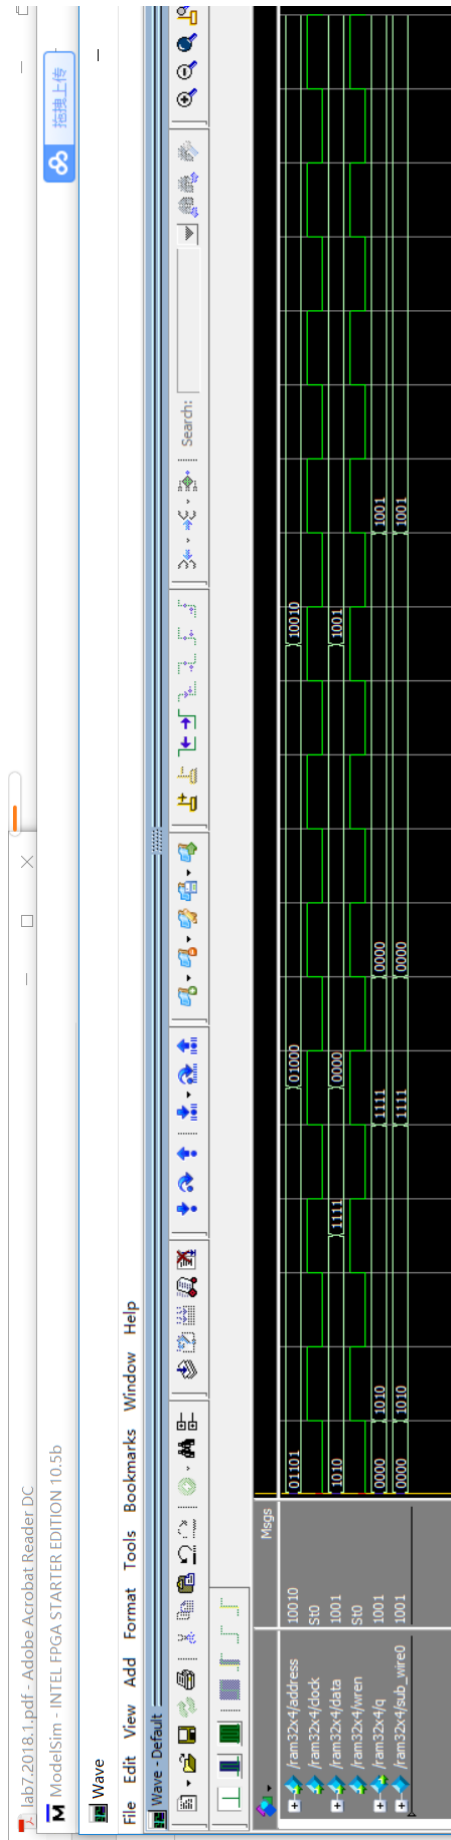 lab7.2018.1.pdf - Adobe Acrobat Reader DC
ModelSim - INTEL FPGA STARTER EDITION 10.5b
拖拽上传
Wave
File Edit View Add Format Tools Bookmarks Window Help
Wave - Default
Search:
Msgs
/ram32x4/address 10010 01101 01000 10010
/ram32x4/clock St0
/ram32x4/data 1001 1010 1111 0000 1001
/ram32x4/wren St0
/ram32x4/q 1001 0000 1010 1111 0000 1001
/ram32x4/sub_wire0 1001 0000 1010 1111 0000 1001